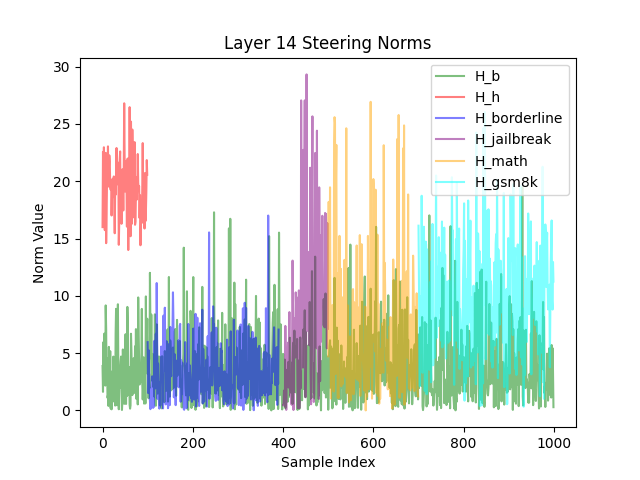 Layer 14 Steering Norms
30
25
20
15
10
5
0
Norm Value
H_b
H_h
H_borderline
H_jailbreak
H_math
H_gsm8k
0
200
400
600
800
1000
Sample Index